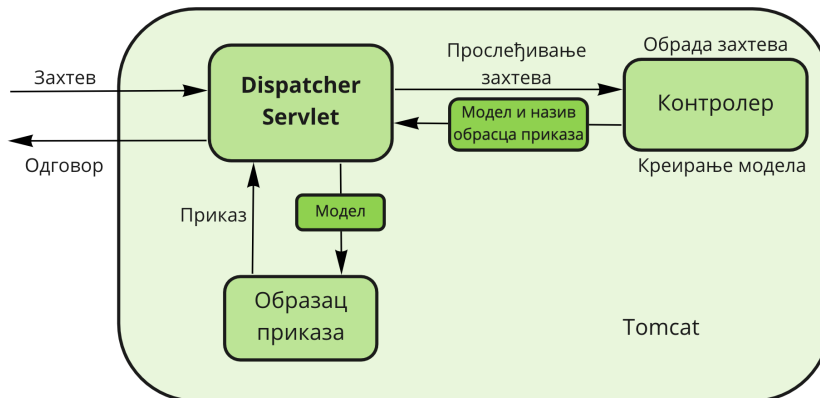 Захтев
Одговор
Dispatcher
Servlet
Прослеђивање
захтева
Модел и назив
обрасца приказа
Обрада захтева
Контролер
Креирање модела
Приказ
Модел
Образац
приказа
Tomcat